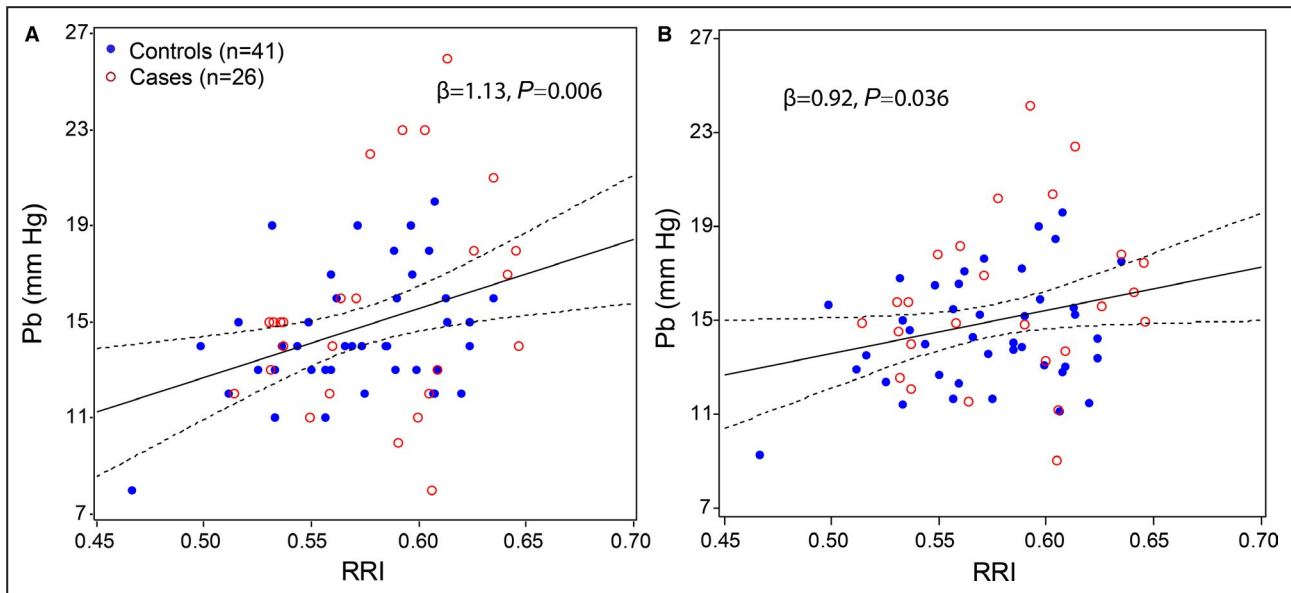 A
Controls (n=41)
Cases (n=26)
β=1.13, P=0.006
27
23
19
15
11
7
Pb (mm Hg)
0.45 0.50 0.55 0.60 0.65 0.70
RRI
B
β=0.92, P=0.036
27
23
19
15
11
7
Pb (mm Hg)
0.45 0.50 0.55 0.60 0.65 0.70
RRI